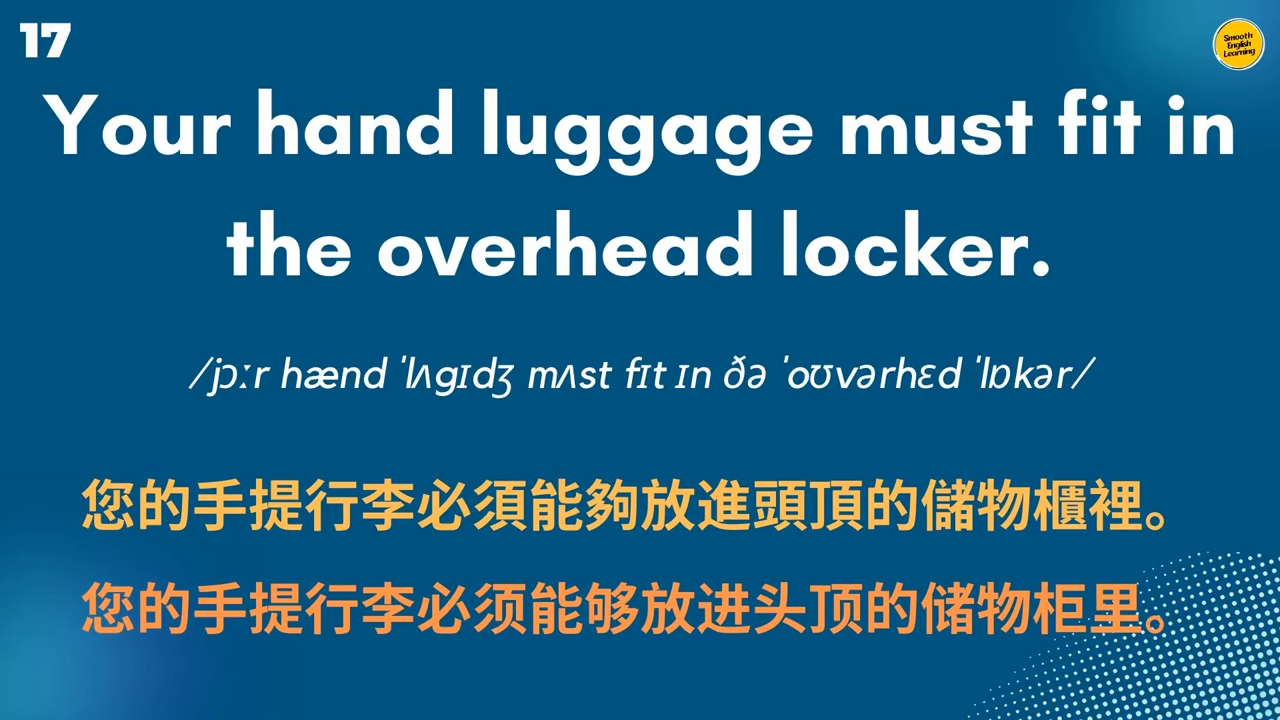 17
Smooth
English
Learning
Your hand luggage must fit in
the overhead locker.
/jɔːr hænd ˈlʌgɪdʒ mʌst fɪt ɪn ðə ˈoʊvərhɛd ˈlɒkər/
您的手提行李必須能夠放進頭頂的儲物櫃裡。
您的手提行李必须能够放进头顶的储物柜里。